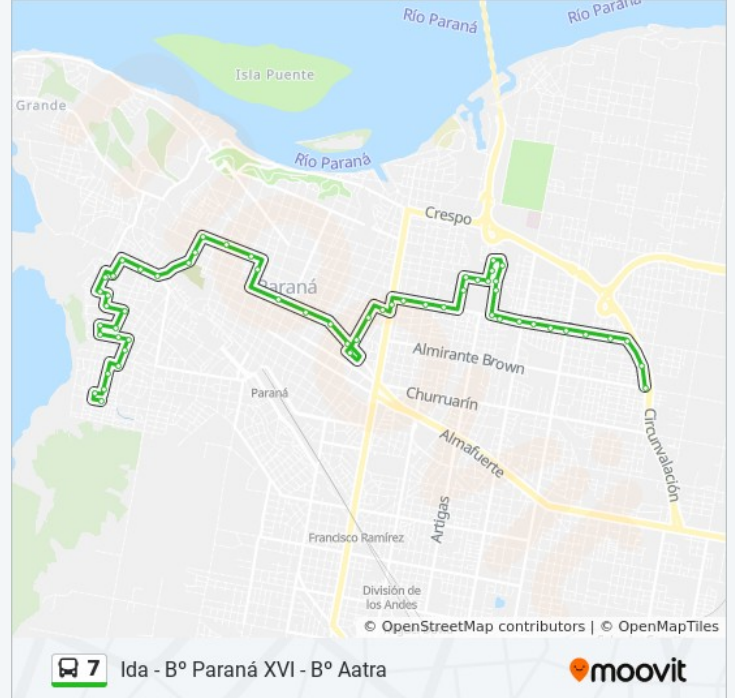 Río Paraná
Río Paraná
Isla Puente
Grande
Río Paraná
Crespo
Paraná
Almirante Brown
Paraná
Churruarín
Almafuerte
Circunvalación
Artigas
Francisco Ramírez
División de
los Andes
© OpenStreetMap contributors | © OpenMapTiles
7 Ida - Bº Paraná XVI - Bº Aatra
moovit